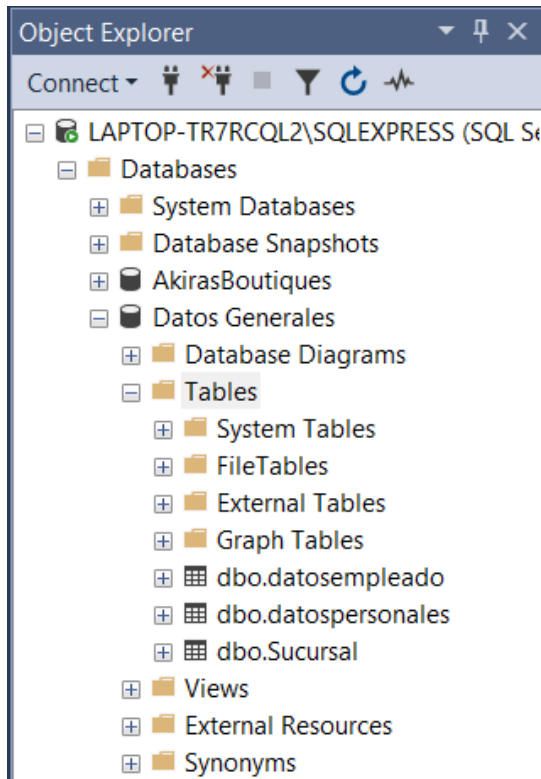 Object Explorer
Connect
LAPTOP-TR7RCQL2\SQLEXPRESS (SQL Se
Databases
System Databases
Database Snapshots
AkirasBoutiques
Datos Generales
Database Diagrams
Tables
System Tables
FileTables
External Tables
Graph Tables
dbo.datosempleado
dbo.datospersonales
dbo.Sucursal
Views
External Resources
Synonyms